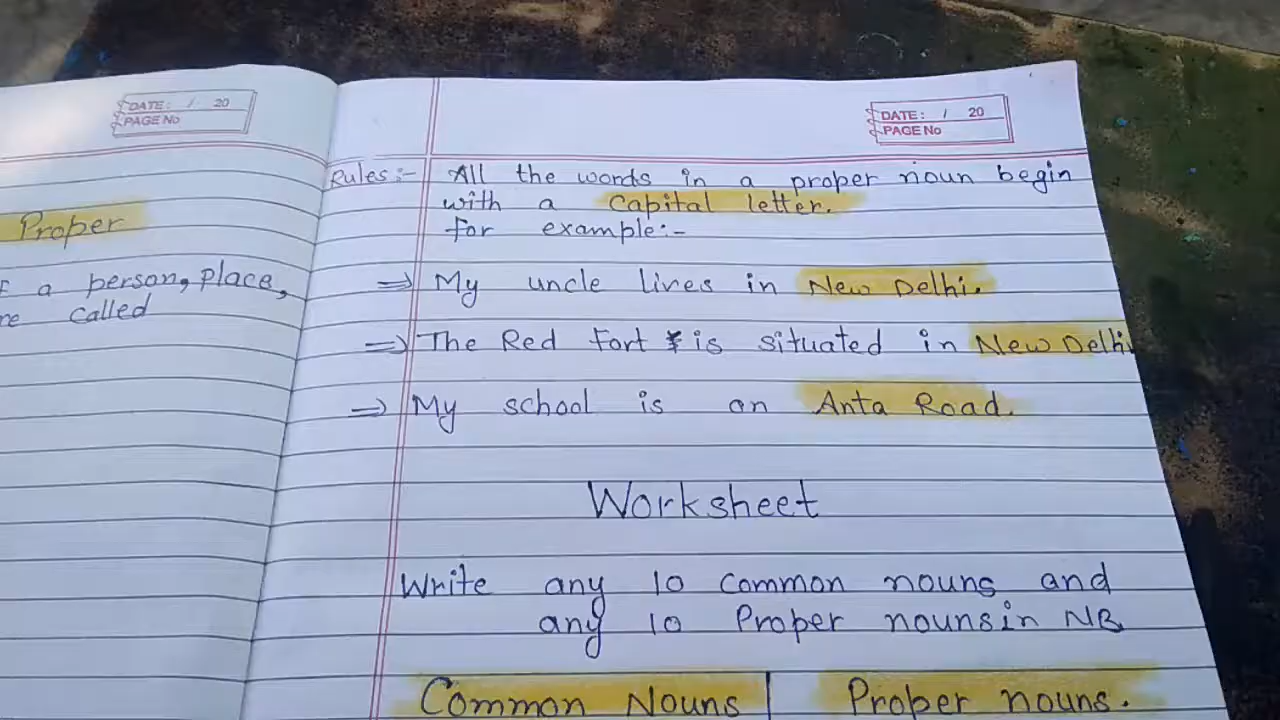 DATE: / 20
PAGE No
Proper
a person, place,
called
DATE: / 20
PAGE No
Rules:- All the words in a proper noun begin
with a Capital letter.
for example:-
⇒ My uncle lives in New Delhi.
⇒ The Red Fort is situated in New Delhi
⇒ My school is on Anta Road.
Worksheet
Write any 10 common nouns and
any 10 Proper nouns in NB
Common Nouns | Proper nouns.